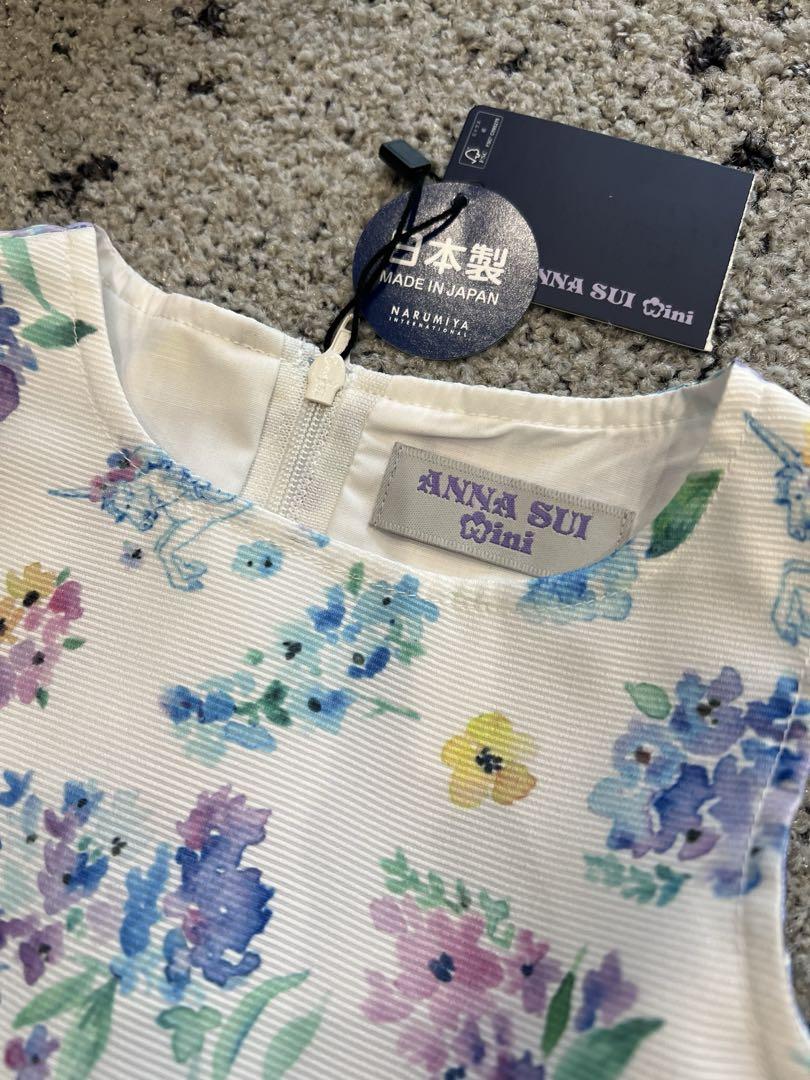 日本製
MADE IN JAPAN
NARUMIYA
INTERNATIONAL
ANNA SUI mini
ANNA SUI
mini